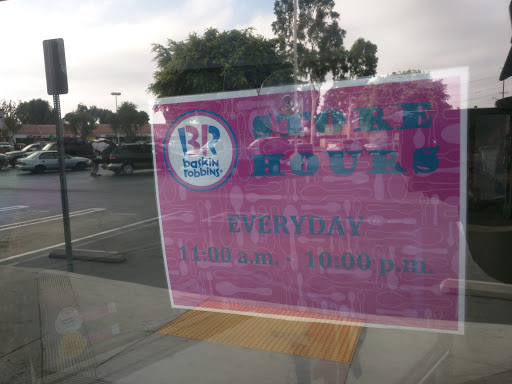 BR
baskin
robbins
STORE
HOURS
EVERYDAY
11:00 a.m. - 10:00 p.m.